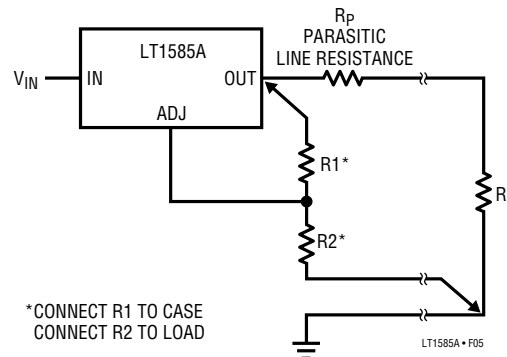 R_P
PARASITIC
LINE RESISTANCE
LT1585A
V_IN
IN
OUT
ADJ
R1*
R
R2*
*CONNECT R1 TO CASE
CONNECT R2 TO LOAD
LT1585A • F05